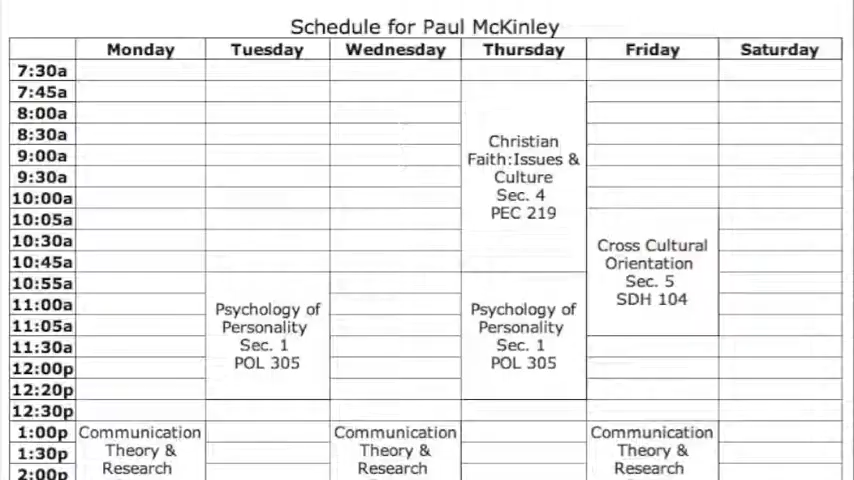 Schedule for Paul McKinley
Monday Tuesday Wednesday Thursday Friday Saturday
7:30a
7:45a
8:00a
8:30a
9:00a
9:30a
10:00a
10:05a
10:30a
10:45a
10:55a
11:00a
11:05a
11:30a
12:00p
12:20p
12:30p
1:00p
1:30p
2:00p
Communication
Theory &
Research
Psychology of
Personality
Sec. 1
POL 305
Communication
Theory &
Research
Christian
Faith:Issues &
Culture
Sec. 4
PEC 219
Psychology of
Personality
Sec. 1
POL 305
Cross Cultural
Orientation
Sec. 5
SDH 104
Communication
Theory &
Research